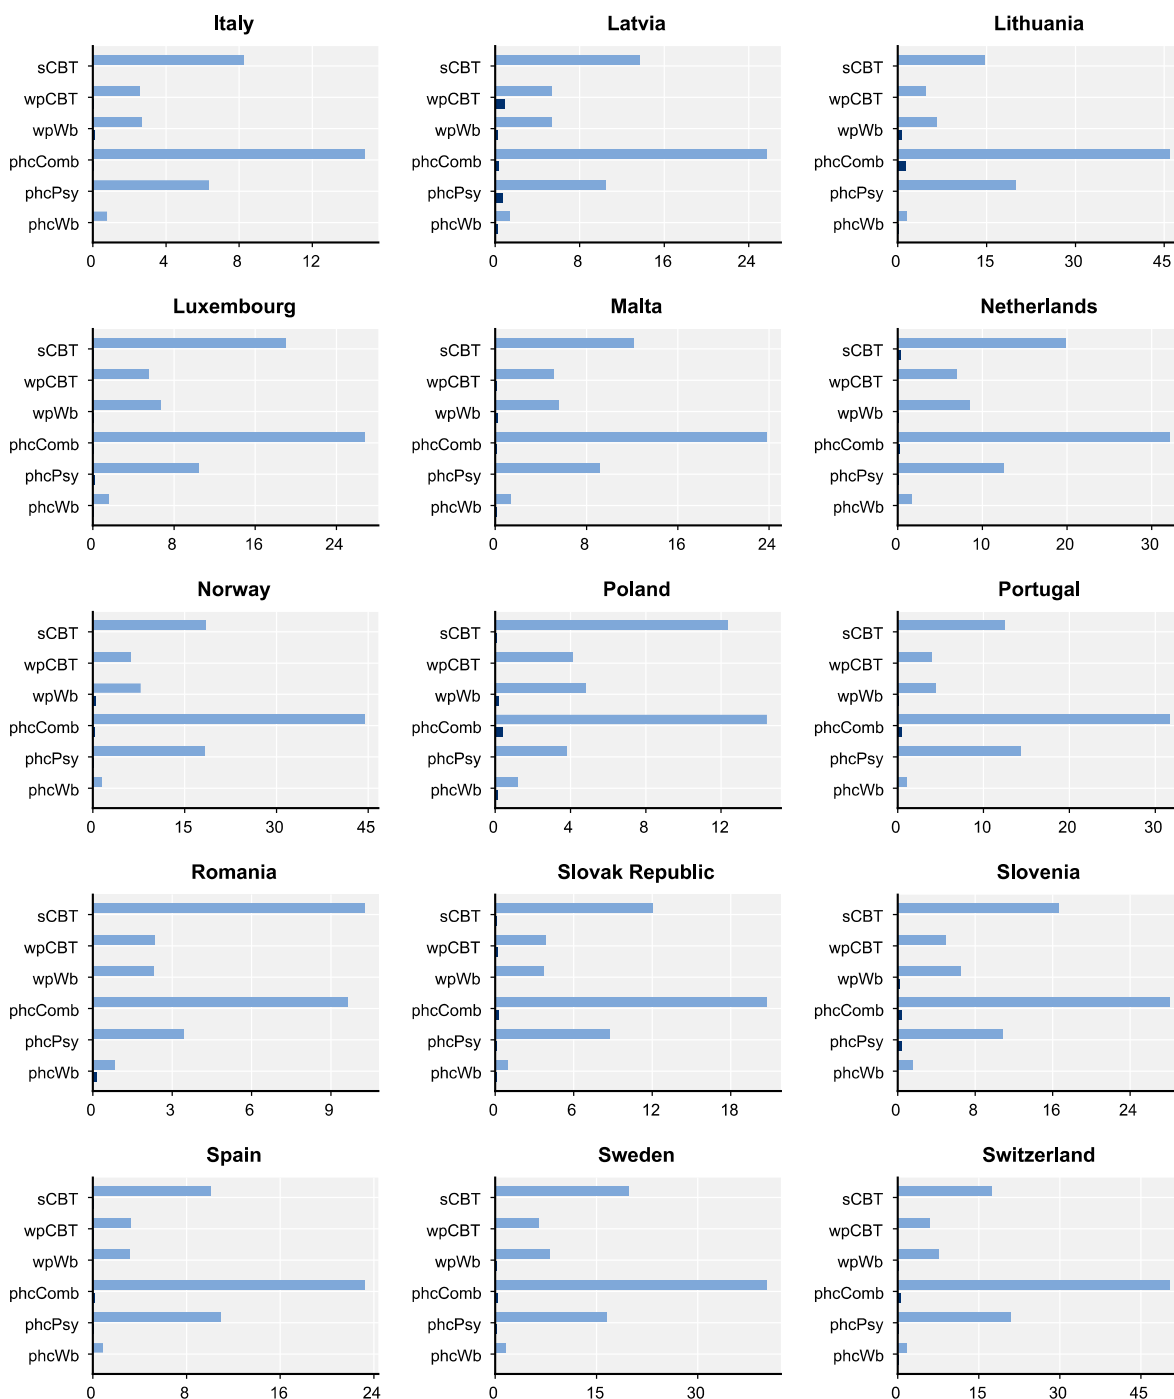 Italy
sCBT
wpCBT
wpWb
phcComb
phcPsy
phcWb
0 4 8 12
Latvia
sCBT
wpCBT
wpWb
phcComb
phcPsy
phcWb
0 8 16 24
Lithuania
sCBT
wpCBT
wpWb
phcComb
phcPsy
phcWb
0 15 30 45
Luxembourg
sCBT
wpCBT
wpWb
phcComb
phcPsy
phcWb
0 8 16 24
Malta
sCBT
wpCBT
wpWb
phcComb
phcPsy
phcWb
0 8 16 24
Netherlands
sCBT
wpCBT
wpWb
phcComb
phcPsy
phcWb
0 10 20 30
Norway
sCBT
wpCBT
wpWb
phcComb
phcPsy
phcWb
0 15 30 45
Poland
sCBT
wpCBT
wpWb
phcComb
phcPsy
phcWb
0 4 8 12
Portugal
sCBT
wpCBT
wpWb
phcComb
phcPsy
phcWb
0 10 20 30
Romania
sCBT
wpCBT
wpWb
phcComb
phcPsy
phcWb
0 3 6 9
Slovak Republic
sCBT
wpCBT
wpWb
phcComb
phcPsy
phcWb
0 6 12 18
Slovenia
sCBT
wpCBT
wpWb
phcComb
phcPsy
phcWb
0 8 16 24
Spain
sCBT
wpCBT
wpWb
phcComb
phcPsy
phcWb
0 8 16 24
Sweden
sCBT
wpCBT
wpWb
phcComb
phcPsy
phcWb
0 15 30
Switzerland
sCBT
wpCBT
wpWb
phcComb
phcPsy
phcWb
0 15 30 45